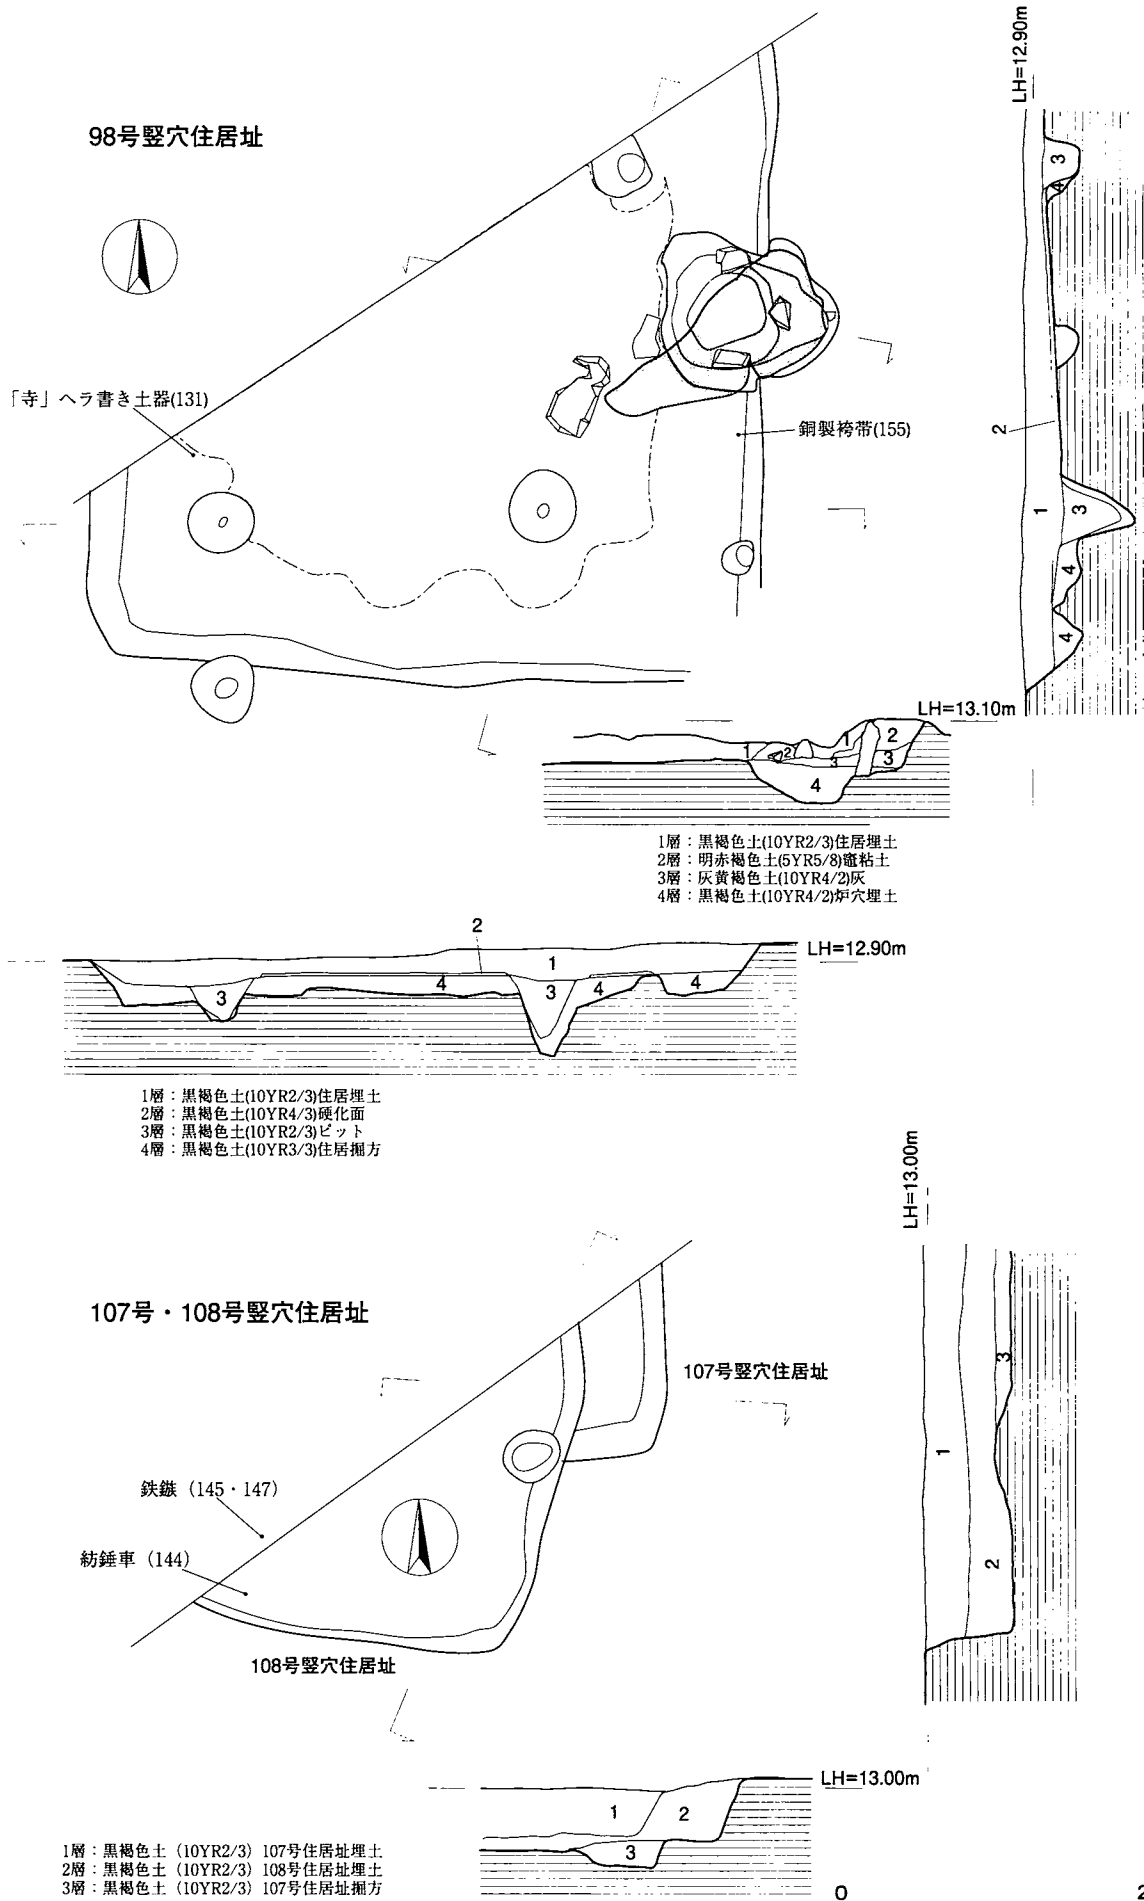 LH=12.90m
98号竪穴住居址
「寺」ヘラ書き土器(131)
銅製袴帯(155)
3
4
2
1
3
4
4
LH=13.10m
1
2
3
4
1
2
3
1層：黒褐色土(10YR2/3)住居埋土
2層：明赤褐色土(5YR5/8)竈粘土
3層：灰黄褐色土(10YR4/2)灰
4層：黒褐色土(10YR4/2)炉穴埋土
2
LH=12.90m
1
3
4
3
4
4
1層：黒褐色土(10YR2/3)住居埋土
2層：黒褐色土(10YR4/3)硬化面
3層：黒褐色土(10YR2/3)ピット
4層：黒褐色土(10YR3/3)住居掘方
LH=13.00m
107号・108号竪穴住居址
107号竪穴住居址
鉄鏃（145・147）
紡錘車（144）
108号竪穴住居址
3
1
2
LH=13.00m
1
2
3
1層：黒褐色土（10YR2/3）107号住居址埋土
2層：黒褐色土（10YR2/3）108号住居址埋土
3層：黒褐色土（10YR2/3）107号住居址掘方
0
2